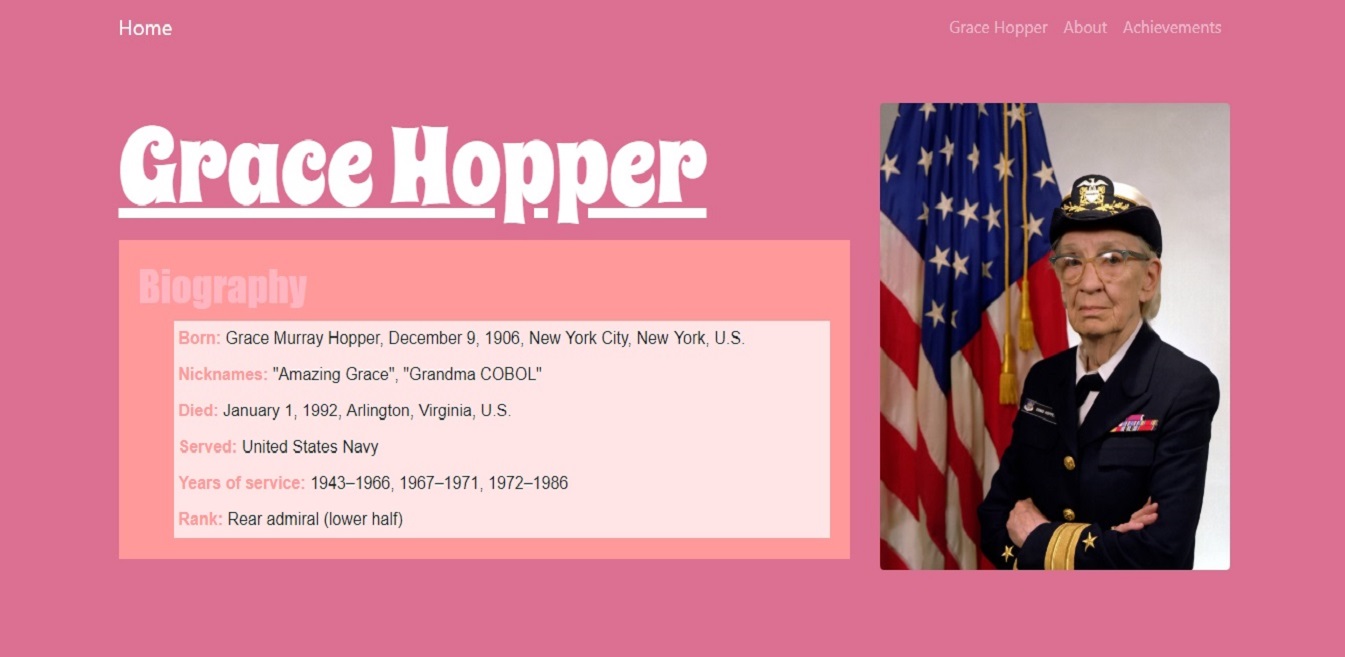 Home
Grace Hopper
About
Achievements
Grace Hopper
Biography
Born: Grace Murray Hopper, December 9, 1906, New York City, New York, U.S.
Nicknames: "Amazing Grace", "Grandma COBOL"
Died: January 1, 1992, Arlington, Virginia, U.S.
Served: United States Navy
Years of service: 1943–1966, 1967–1971, 1972–1986
Rank: Rear admiral (lower half)